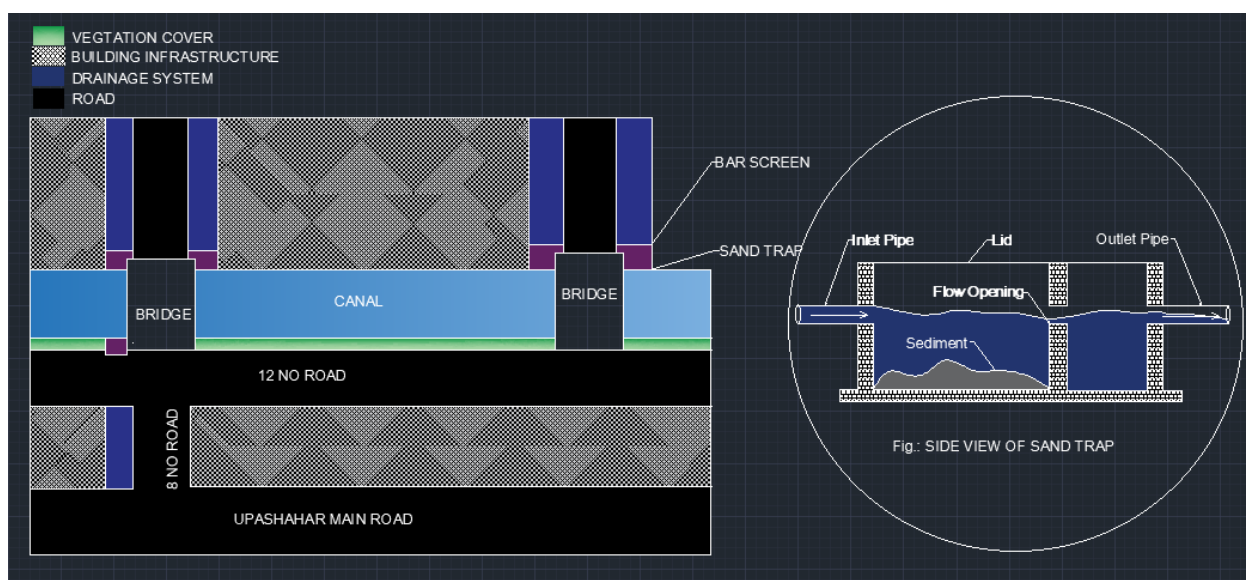 VEGTATION COVER
BUILDING INFRASTRUCTURE
DRAINAGE SYSTEM
ROAD
BAR SCREEN
SAND TRAP
BRIDGE
CANAL
BRIDGE
12 NO ROAD
8 NO ROAD
UPASHAHAR MAIN ROAD
Inlet Pipe
Lid
Outlet Pipe
Flow Opening
Sediment
Fig.: SIDE VIEW OF SAND TRAP